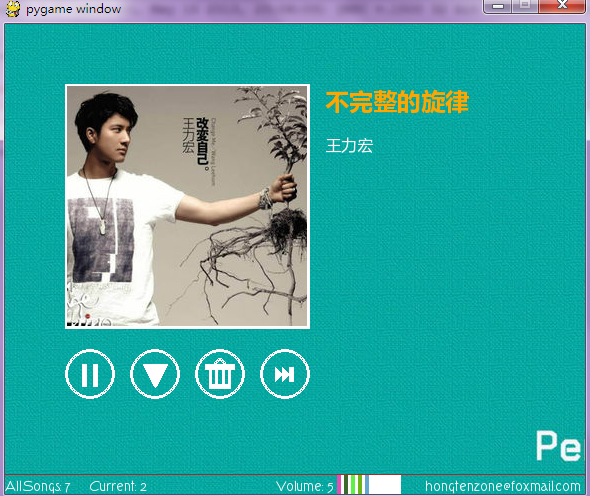 pygame window
不完整的旋律
王力宏
改變自己。
王力宏
Change Me . Wang Leehom
Pe
AllSongs: 7 Current: 2 Volume: 5 hongtenzone@foxmail.com